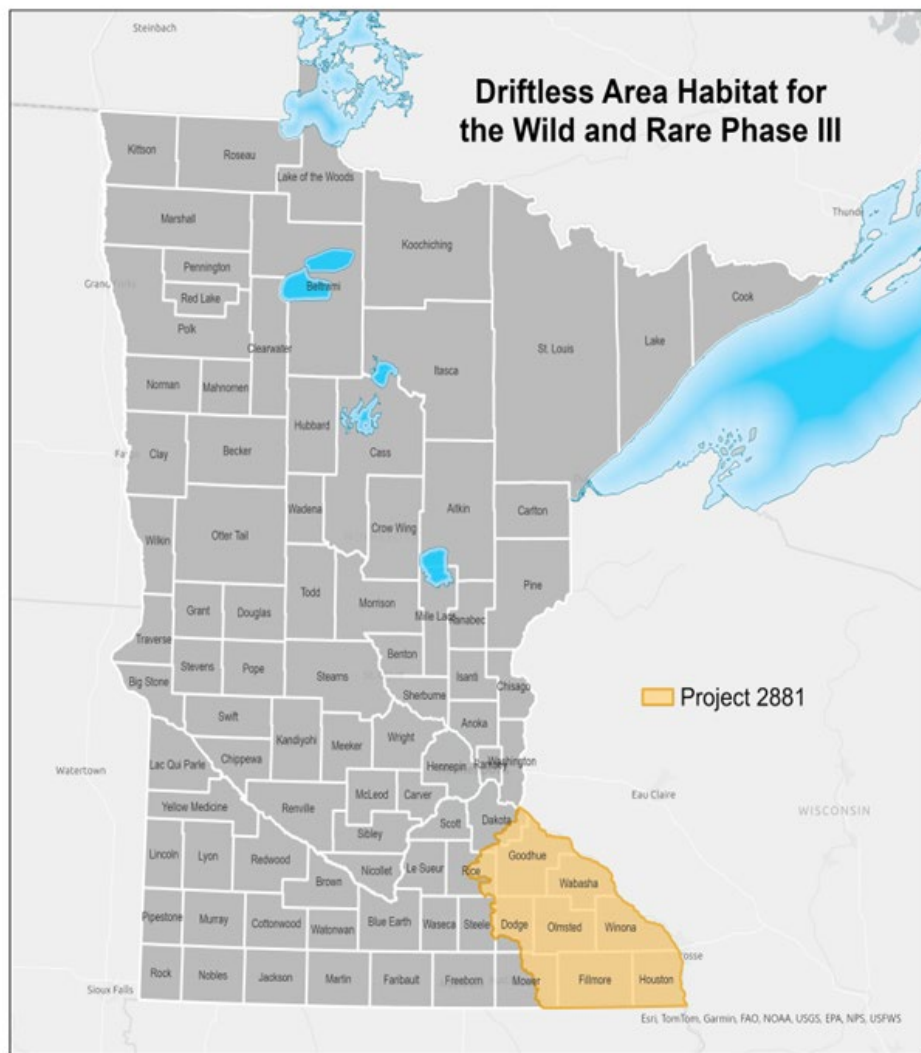 Steinbach
Driftless Area Habitat for
the Wild and Rare Phase III
Kittson
Roseau
Lake of the Woods
Marshall
Koochiching
Thunde
Pennington
Cook
Red Lake
Beltrami
Polk
Clearwater
St. Louis
Lake
Itasca
Norman
Mahnomen
Hubbard
Clay
Becker
Cass
Wadena
Crow Wing
Aitkin
Carlton
Otter Tail
Wilkin
Todd
Morrison
Pine
Grant
Douglas
Mille Lacs
Kanabec
Traverse
Stevens
Pope
Stearns
Benton
Isanti
Chisago
Big Stone
Sherburne
Project 2881
Swift
Anoka
Kandiyohi
Meeker
Wright
Lac Qui Parle
Chippewa
Hennepin
Ramsey
Washington
Watertown
Eau Claire
WISCONSIN
Yellow Medicine
Renville
McLeod
Carver
Scott
Dakota
Sibley
Lincoln
Lyon
Redwood
Nicollet
Le Sueur
Rice
Goodhue
Brown
Wabasha
Pipestone
Murray
Cottonwood
Watonwan
Blue Earth
Waseca
Steele
Dodge
Olmsted
Winona
osse
Rock
Nobles
Jackson
Martin
Faribault
Freeborn
Mower
Fillmore
Houston
Sioux Falls
Esri, TomTom, Garmin, FAO, NOAA, USGS, EPA, NPS, USFWS